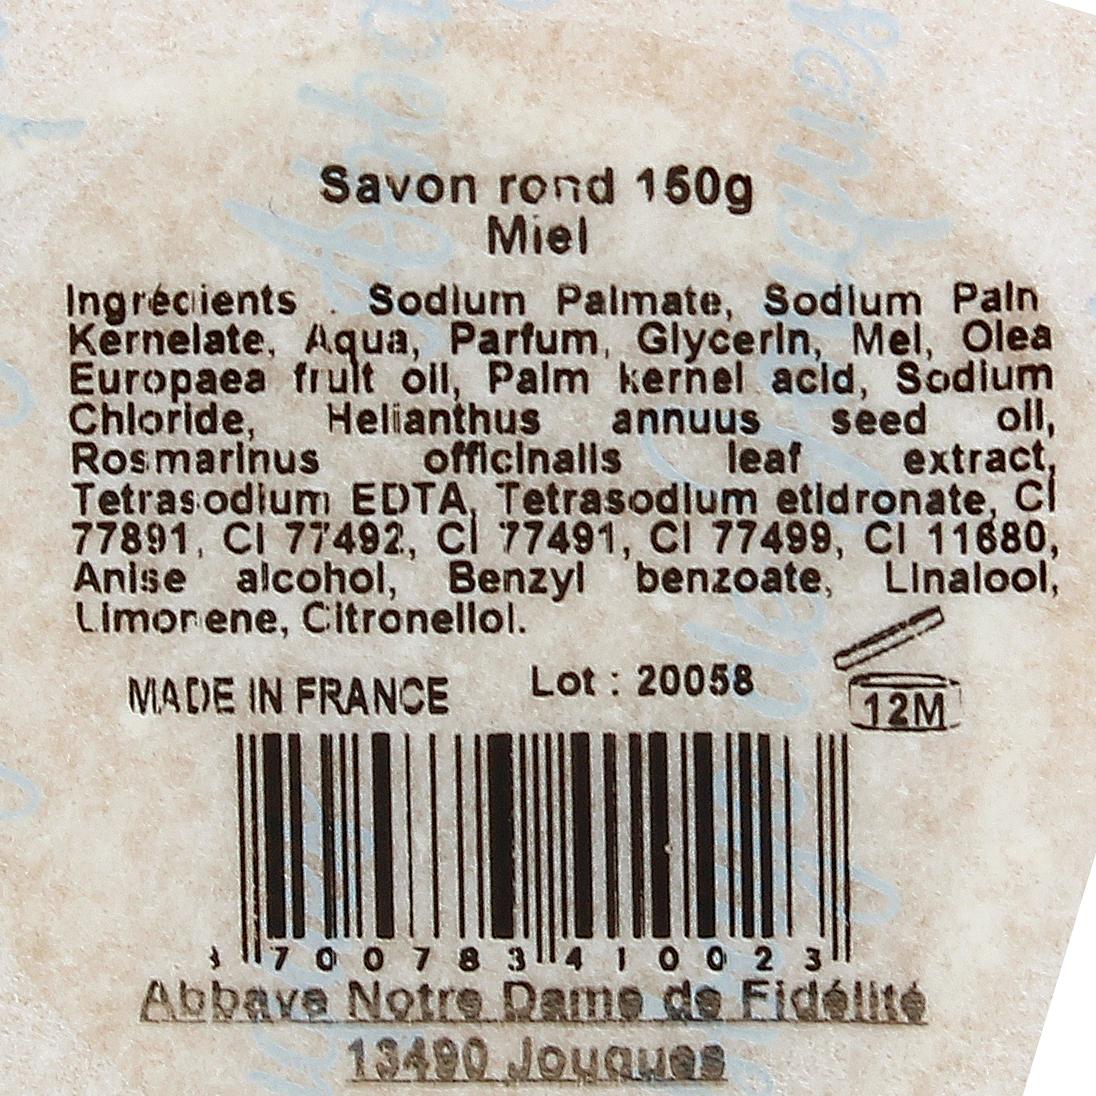 Savon rond 150g
Miel
Ingrédients : Sodium Palmate, Sodium Paln
Kernelate, Aqua, Parfum, Glycerin, Mel, Olea
Europaea fruit oil, Palm kernel acid, Sodium
Chloride, Helianthus annuus seed oil,
Rosmarinus officinalis leaf extract,
Tetrasodium EDTA, Tetrasodium etidronate, CI
77891, CI 77492, CI 77491, CI 77499, CI 11680,
Anise alcohol, Benzyl benzoate, Linalool,
Limonene, Citronellol.
MADE IN FRANCE Lot : 20058
12M
3 700783 410023
Abbaye Notre Dame de Fidélité
13490 Jouques